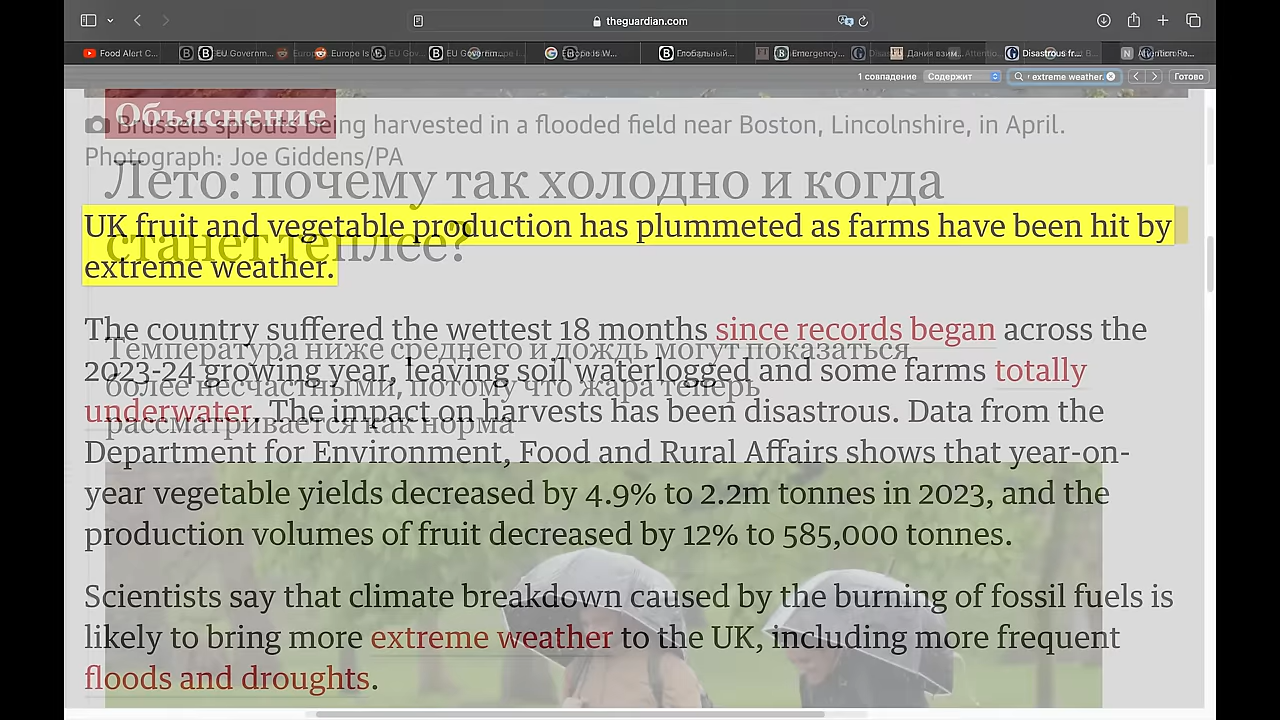 theguardian.com
Food Alert C...
EU Governm...
Europe Is
EU Governm...
Europe Is W...
Глобальный...
Emergency...
Дания взим...
Disastrous fr...
1 совпадение Содержит extreme weather. Готово
Объяснение
Brussels sprouts being harvested in a flooded field near Boston, Lincolnshire, in April.
Photograph: Joe Giddens/PA
Лето: почему так холодно и когда
станет теплее?
UK fruit and vegetable production has plummeted as farms have been hit by
extreme weather.
The country suffered the wettest 18 months since records began across the
Температура ниже среднего и дождь могут показаться
2023-24 growing year, leaving soil waterlogged and some farms totally
более несчастными, потому что жара теперь
underwater. The impact on harvests has been disastrous. Data from the
рассматривается как норма
Department for Environment, Food and Rural Affairs shows that year-on-
year vegetable yields decreased by 4.9% to 2.2m tonnes in 2023, and the
production volumes of fruit decreased by 12% to 585,000 tonnes.
Scientists say that climate breakdown caused by the burning of fossil fuels is
likely to bring more extreme weather to the UK, including more frequent
floods and droughts.